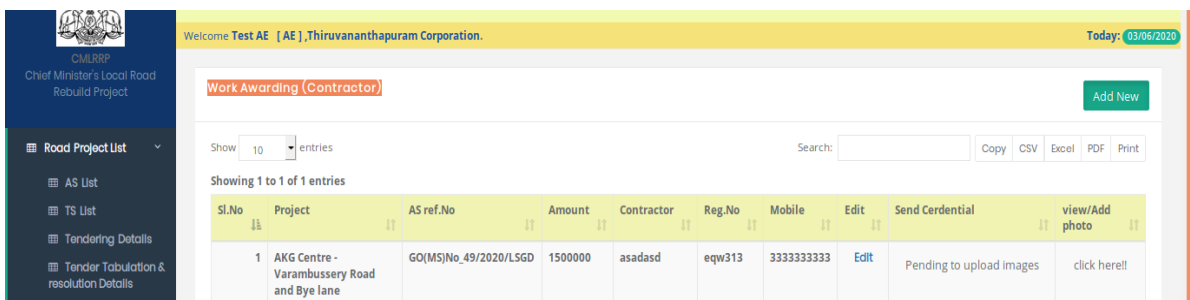 CMLRRP
Chief Minister's Local Road
Rebuild Project
Road Project List
AS List
TS List
Tendering Details
Tender Tabulation &
resolution Details
Welcome Test AE [ AE ] ,Thiruvananthapuram Corporation.
Today: 03/06/2020
Work Awarding (Contractor)
Add New
Show 10 entries
Search:
Copy CSV Excel PDF Print
Showing 1 to 1 of 1 entries
Sl.No Project AS ref.No Amount Contractor Reg.No Mobile Edit Send Cerdential view/Add
photo
1 AKG Centre - GO(MS)No_49/2020/LSGD 1500000 asadasd eqw313 3333333333 Edit Pending to upload images click here!!
Varambussery Road
and Bye lane